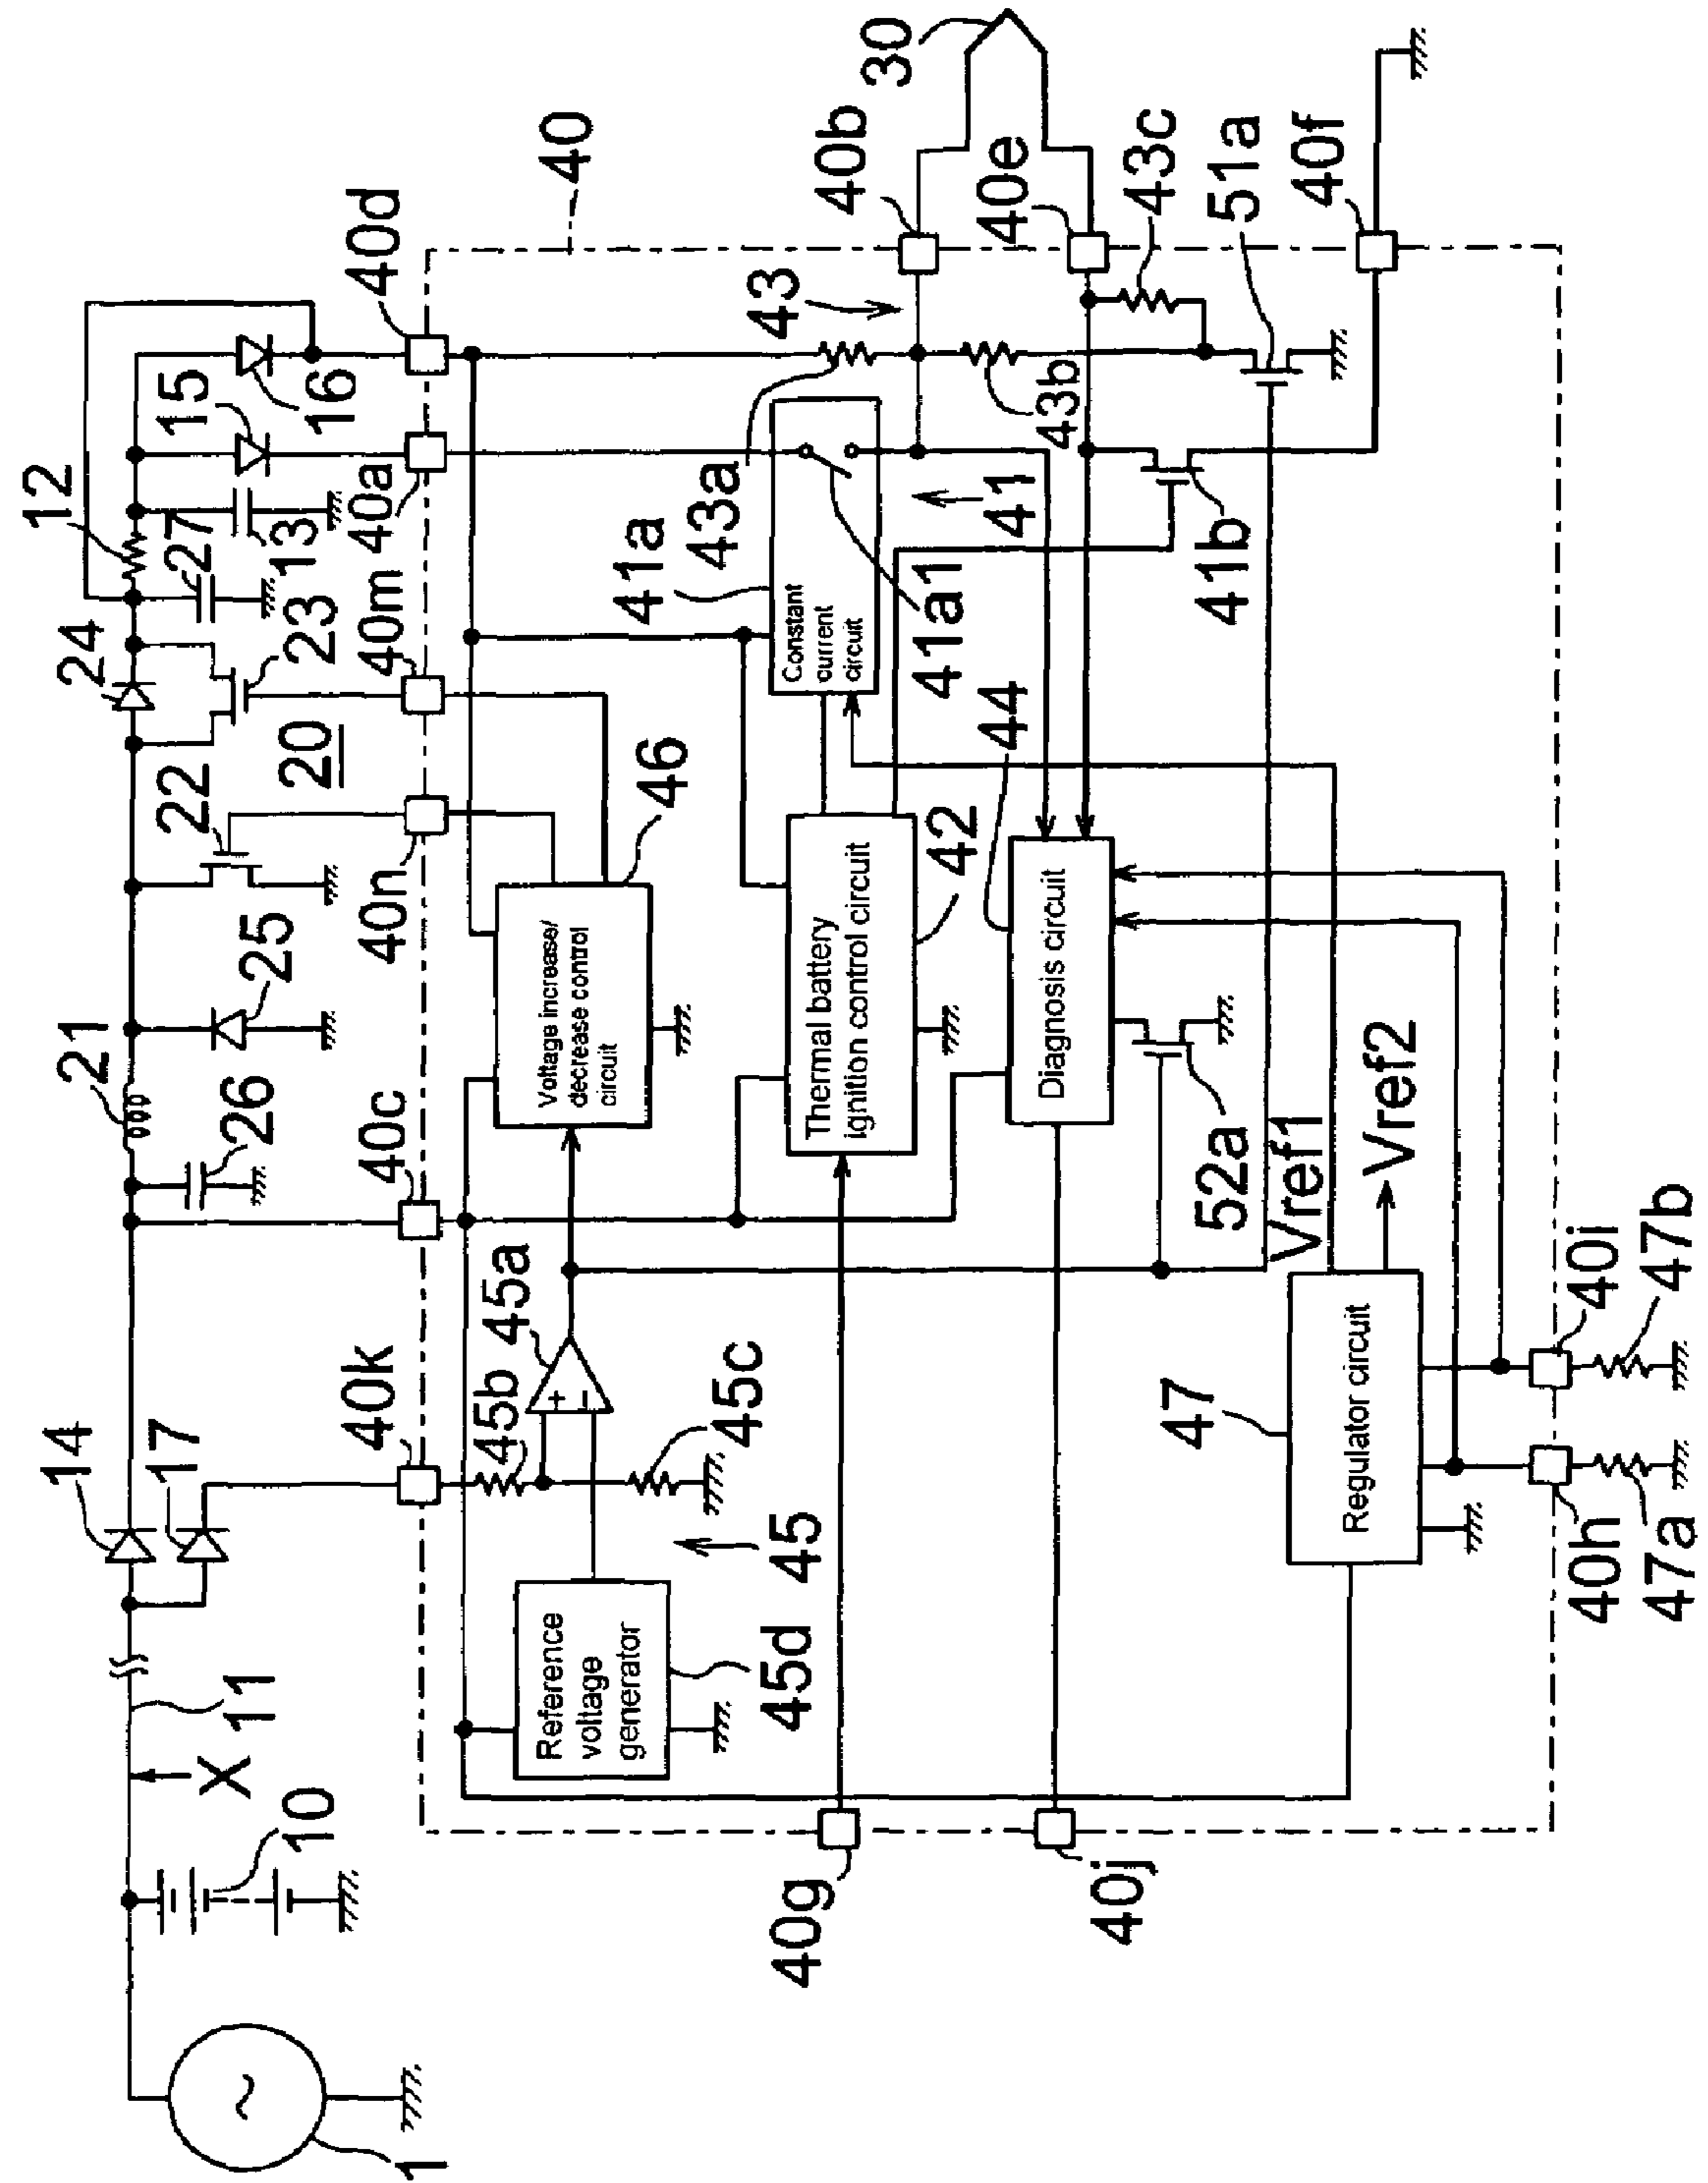 12
40d
40
40b
30
24
27
13
15
16
40a
43
40e
43c
51a
40f
23
40m
43a
43b
41a
Constant
current
circuit
41
41a1
41b
20
22
40n
46
44
42
25
Voltage increase/
decrease control
circuit
Thermal battery
ignition control circuit
Diagnosis circuit
21
26
40c
52a
Vref1
Vref2
45a
+
−
40i
47b
14
17
40k
45b
45c
47
Regulator circuit
40h
47a
45
Reference
voltage
generator
45d
11
X
10
40g
40j
~
1